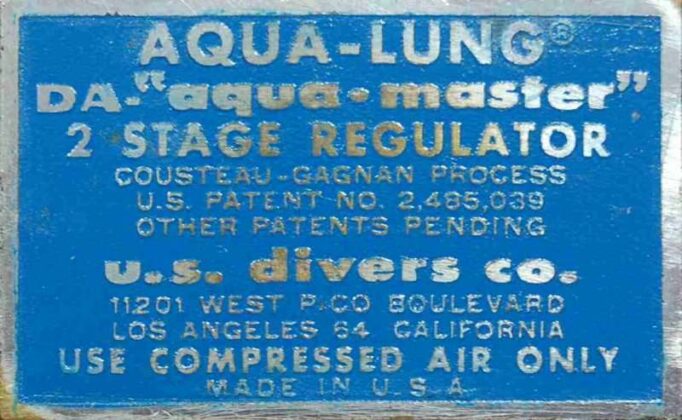 AQUA-LUNG®
DA-"aqua•master"
2 STAGE REGULATOR
COUSTEAU-GAGNAN PROCESS
U.S. PATENT NO. 2,485,039
OTHER PATENTS PENDING
u.s. divers co.
11201 WEST PICO BOULEVARD
LOS ANGELES 64 CALIFORNIA
USE COMPRESSED AIR ONLY
MADE IN U.S.A.